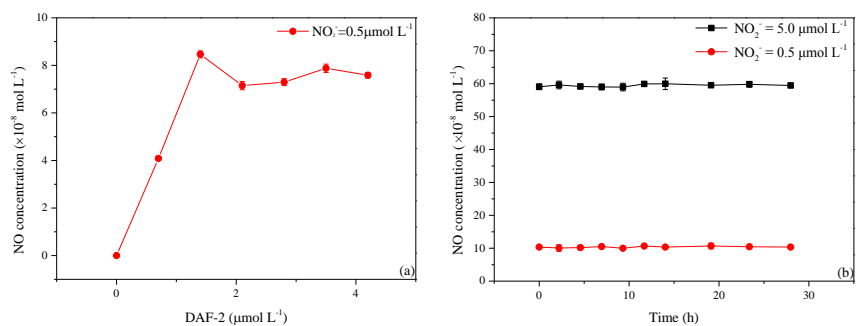 NO₂⁻=0.5μmol L⁻¹
10
8
6
4
2
0
NO concentration (×10⁻⁸ mol L⁻¹)
0
2
4
DAF-2 (μmol L⁻¹)
(a)
NO₂⁻ = 5.0 μmol L⁻¹
NO₂⁻ = 0.5 μmol L⁻¹
80
70
60
50
40
30
20
10
0
NO concentration ( ×10⁻⁸ mol L⁻¹)
0
10
20
30
Time (h)
(b)